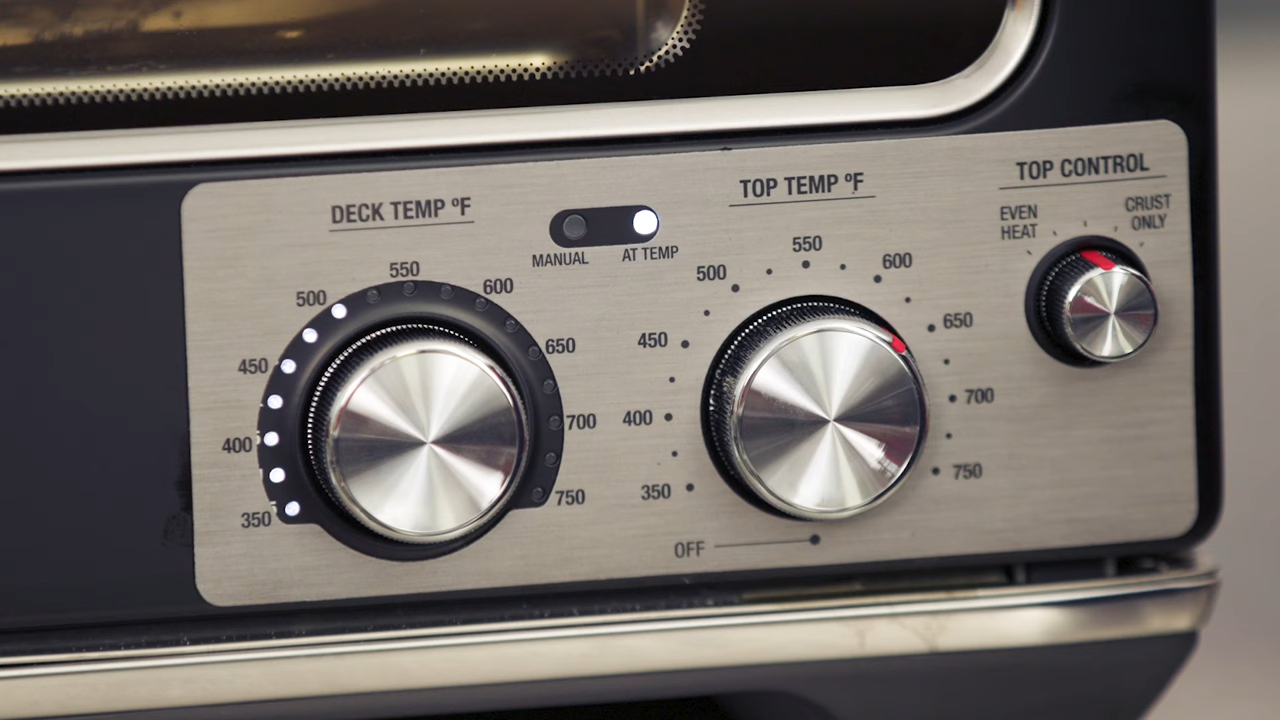 DECK TEMP ºF
MANUAL
AT TEMP
350
400
450
500
550
600
650
700
750
TOP TEMP ºF
350
400
450
500
550
600
650
700
750
OFF
TOP CONTROL
EVEN
HEAT
CRUST
ONLY